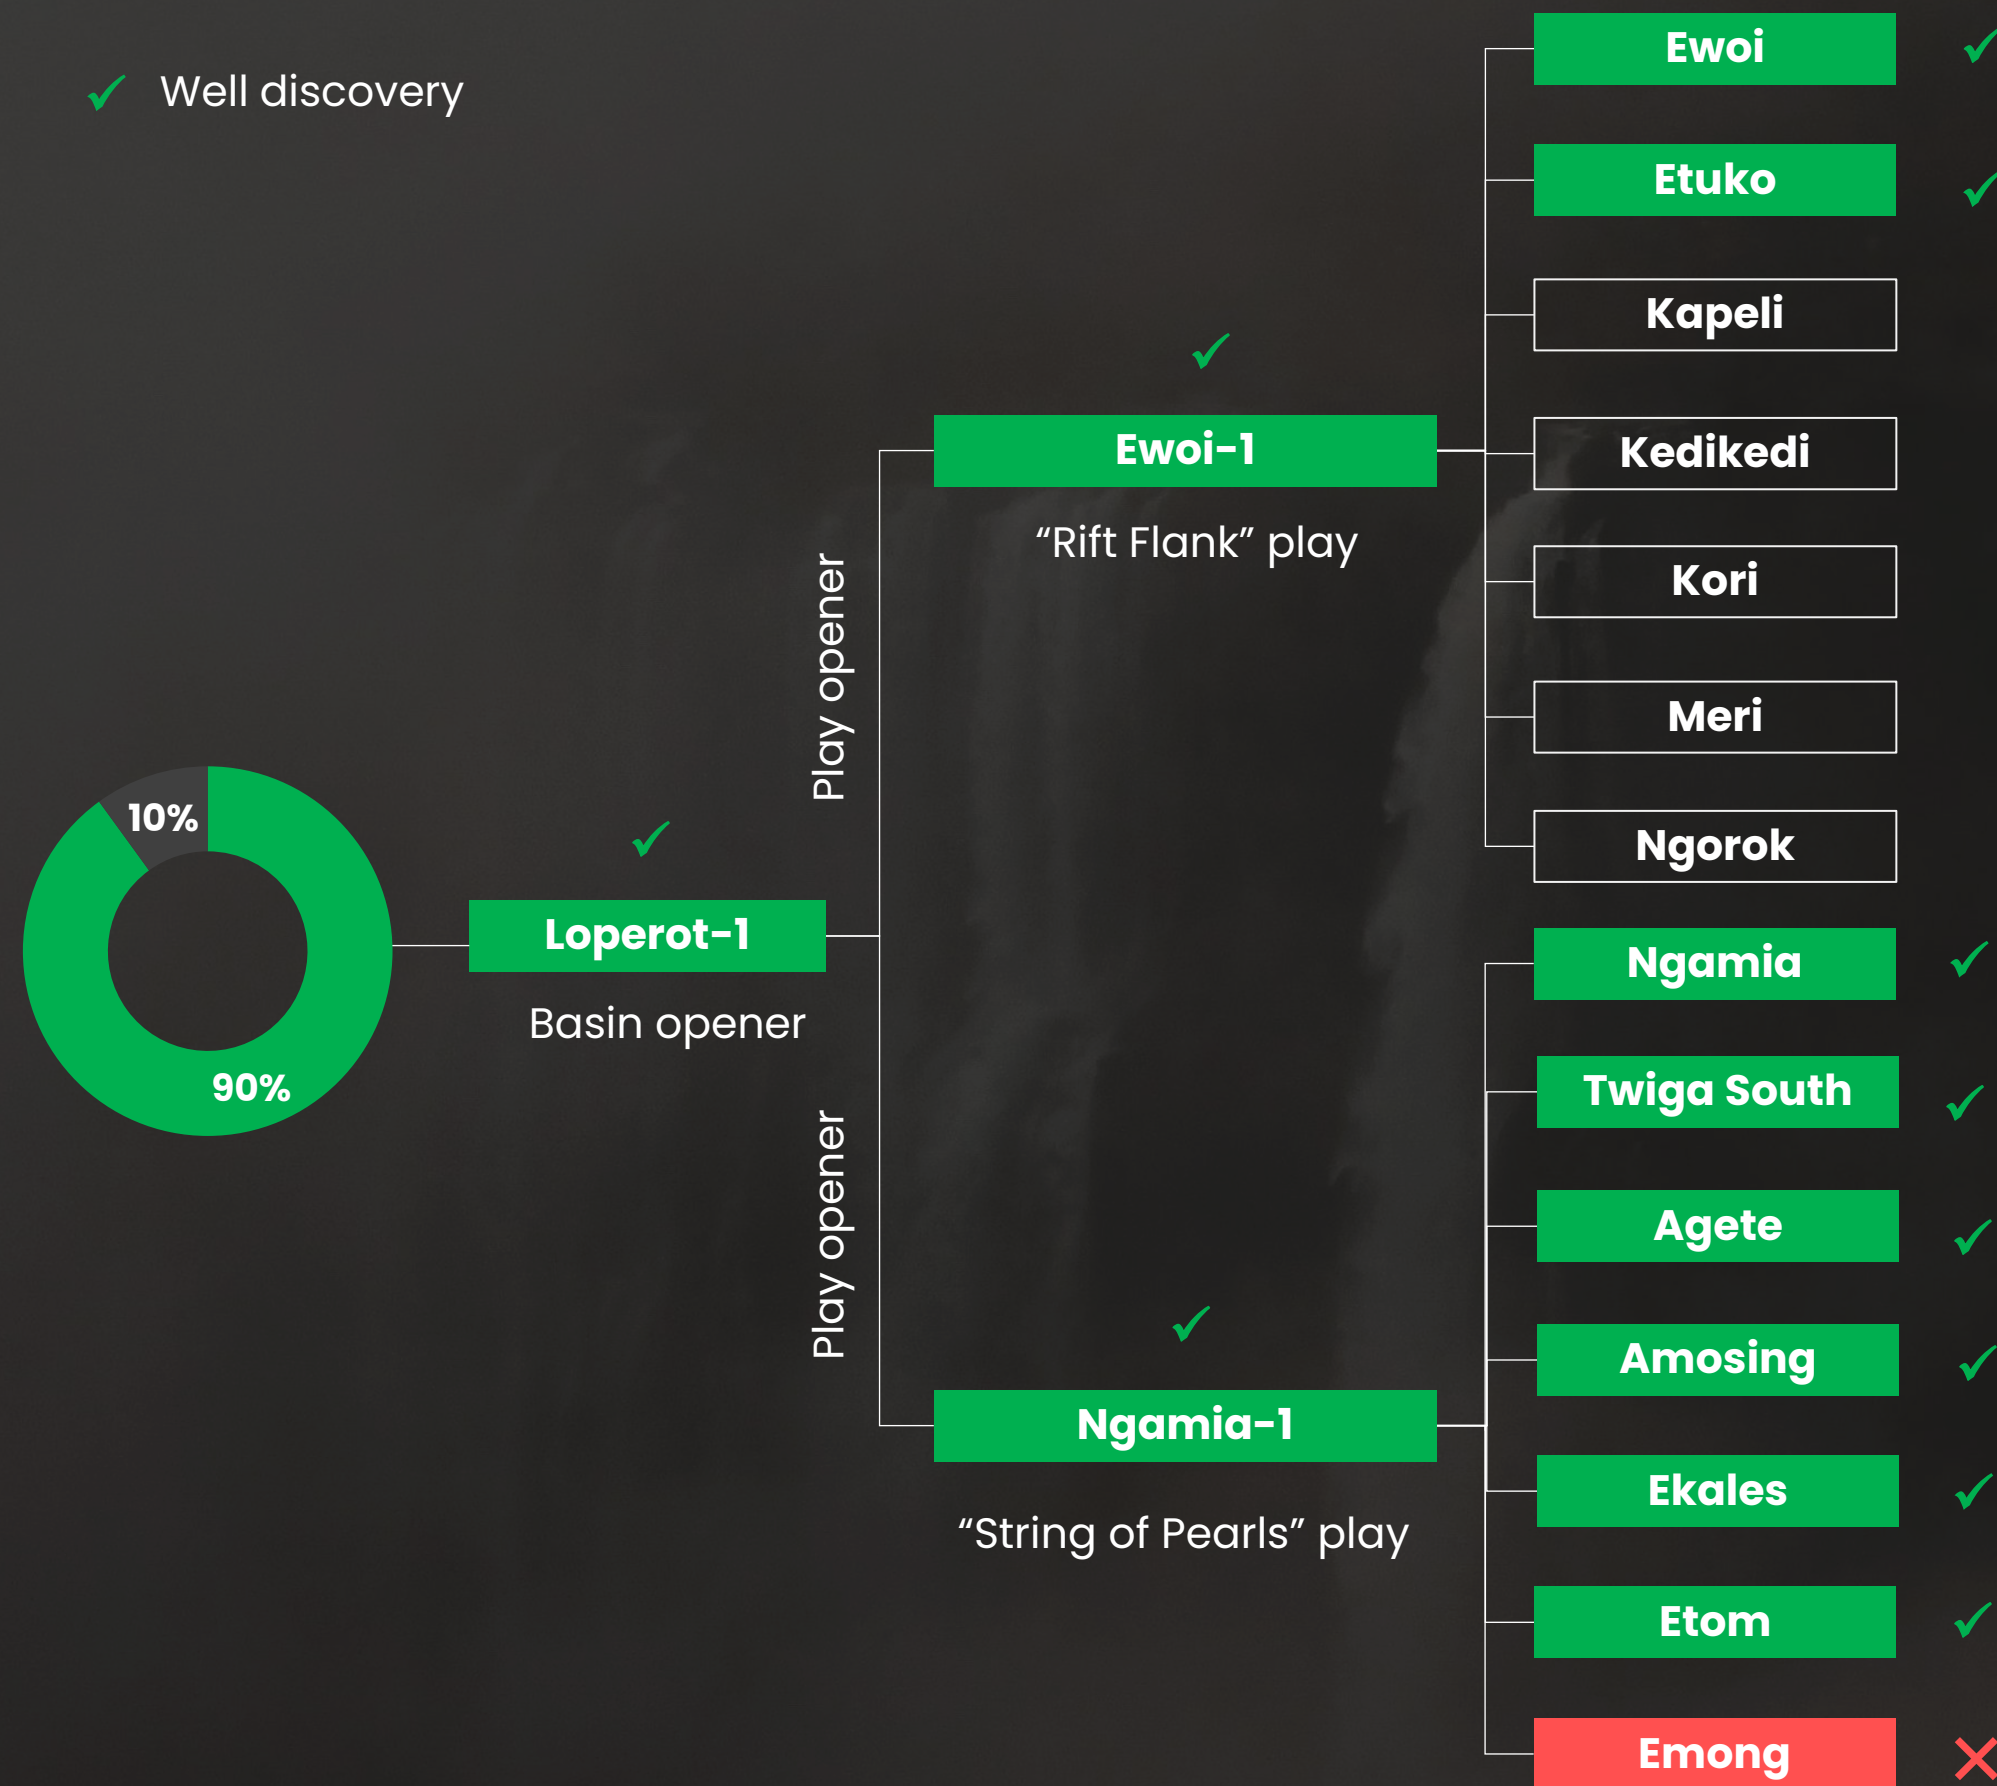 Well discovery
10%
90%
Loperot-1
Basin opener
Play opener
Play opener
Ewoi-1
“Rift Flank” play
Ngamia-1
“String of Pearls” play
Ewoi
Etuko
Kapeli
Kedikedi
Kori
Meri
Ngorok
Ngamia
Twiga South
Agete
Amosing
Ekales
Etom
Emong